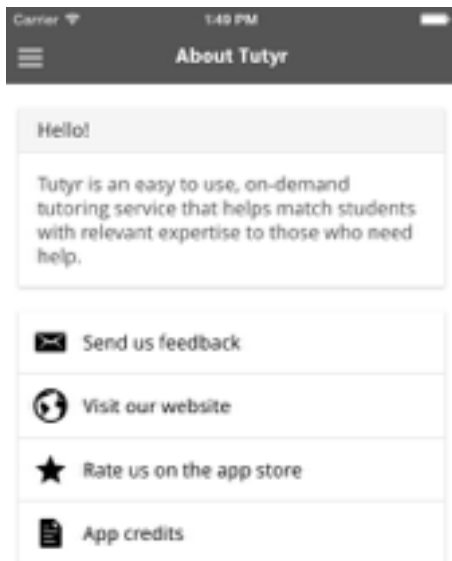 Carrier 1:49 PM
About Tutyr
Hello!
Tutyr is an easy to use, on-demand
tutoring service that helps match students
with relevant expertise to those who need
help.
Send us feedback
Visit our website
Rate us on the app store
App credits